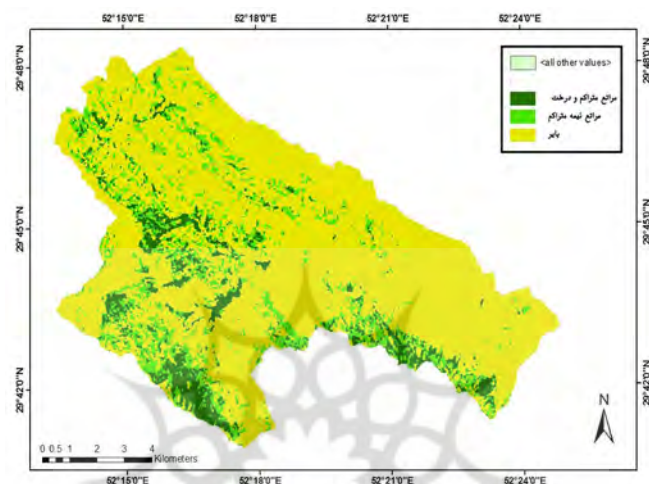 52°15'0"E 52°18'0"E 52°21'0"E 52°24'0"E
29°48'0"N 29°48'0"N
<all other values>
مراتع متراکم و درخت
مراتع نیمه متراکم
بایر
29°45'0"N 29°45'0"N
29°42'0"N 29°42'0"N
N
0 0.5 1 2 3 4
Kilometers
52°15'0"E 52°18'0"E 52°21'0"E 52°24'0"E